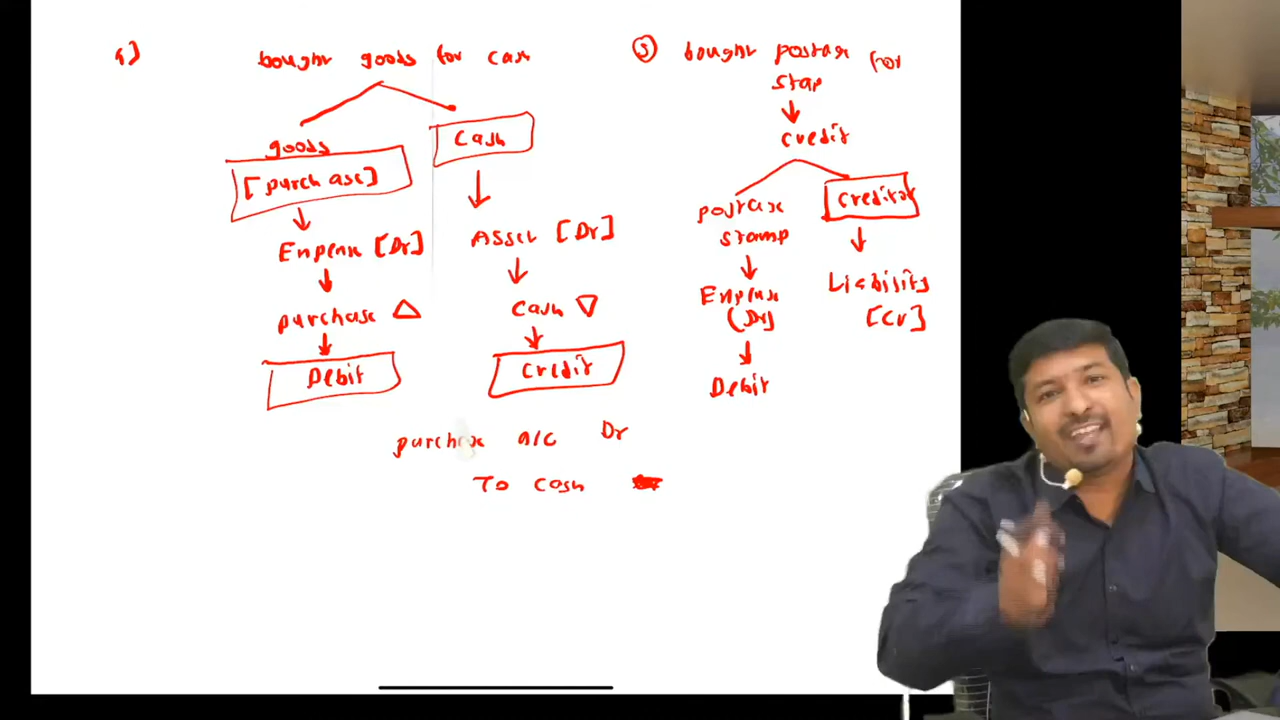 4)
bought goods for cash
goods
[purchase]
Expense [Dr]
purchase △
Debit
Cash
Asset [Dr]
Cash ▽
Credit
purchase a/c Dr
To cash
⑤ bought postage for
stap
credit
postage
stamp
Expense
[Dr]
Debit
Creditor
Liability
[Cr]